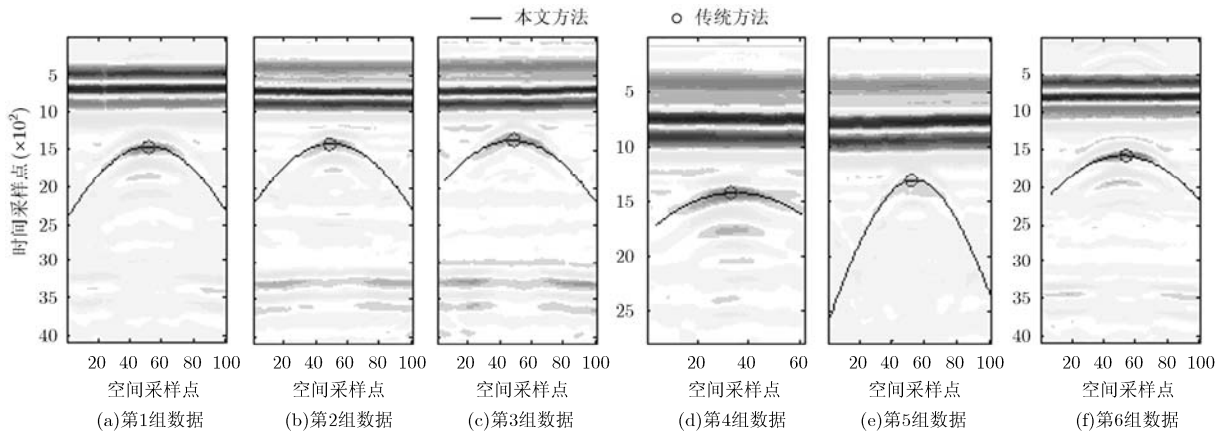 本文方法 传统方法
时间采样点 (×10²)
5 10 15 20 25 30 35 40
5 10 15 20 25
5 10 15 20 25 30 35 40
20 40 60 80 100
20 40 60 80 100
20 40 60 80 100
20 40 60
20 40 60 80 100
20 40 60 80 100
空间采样点 空间采样点 空间采样点 空间采样点 空间采样点 空间采样点
(a)第1组数据 (b)第2组数据 (c)第3组数据 (d)第4组数据 (e)第5组数据 (f)第6组数据